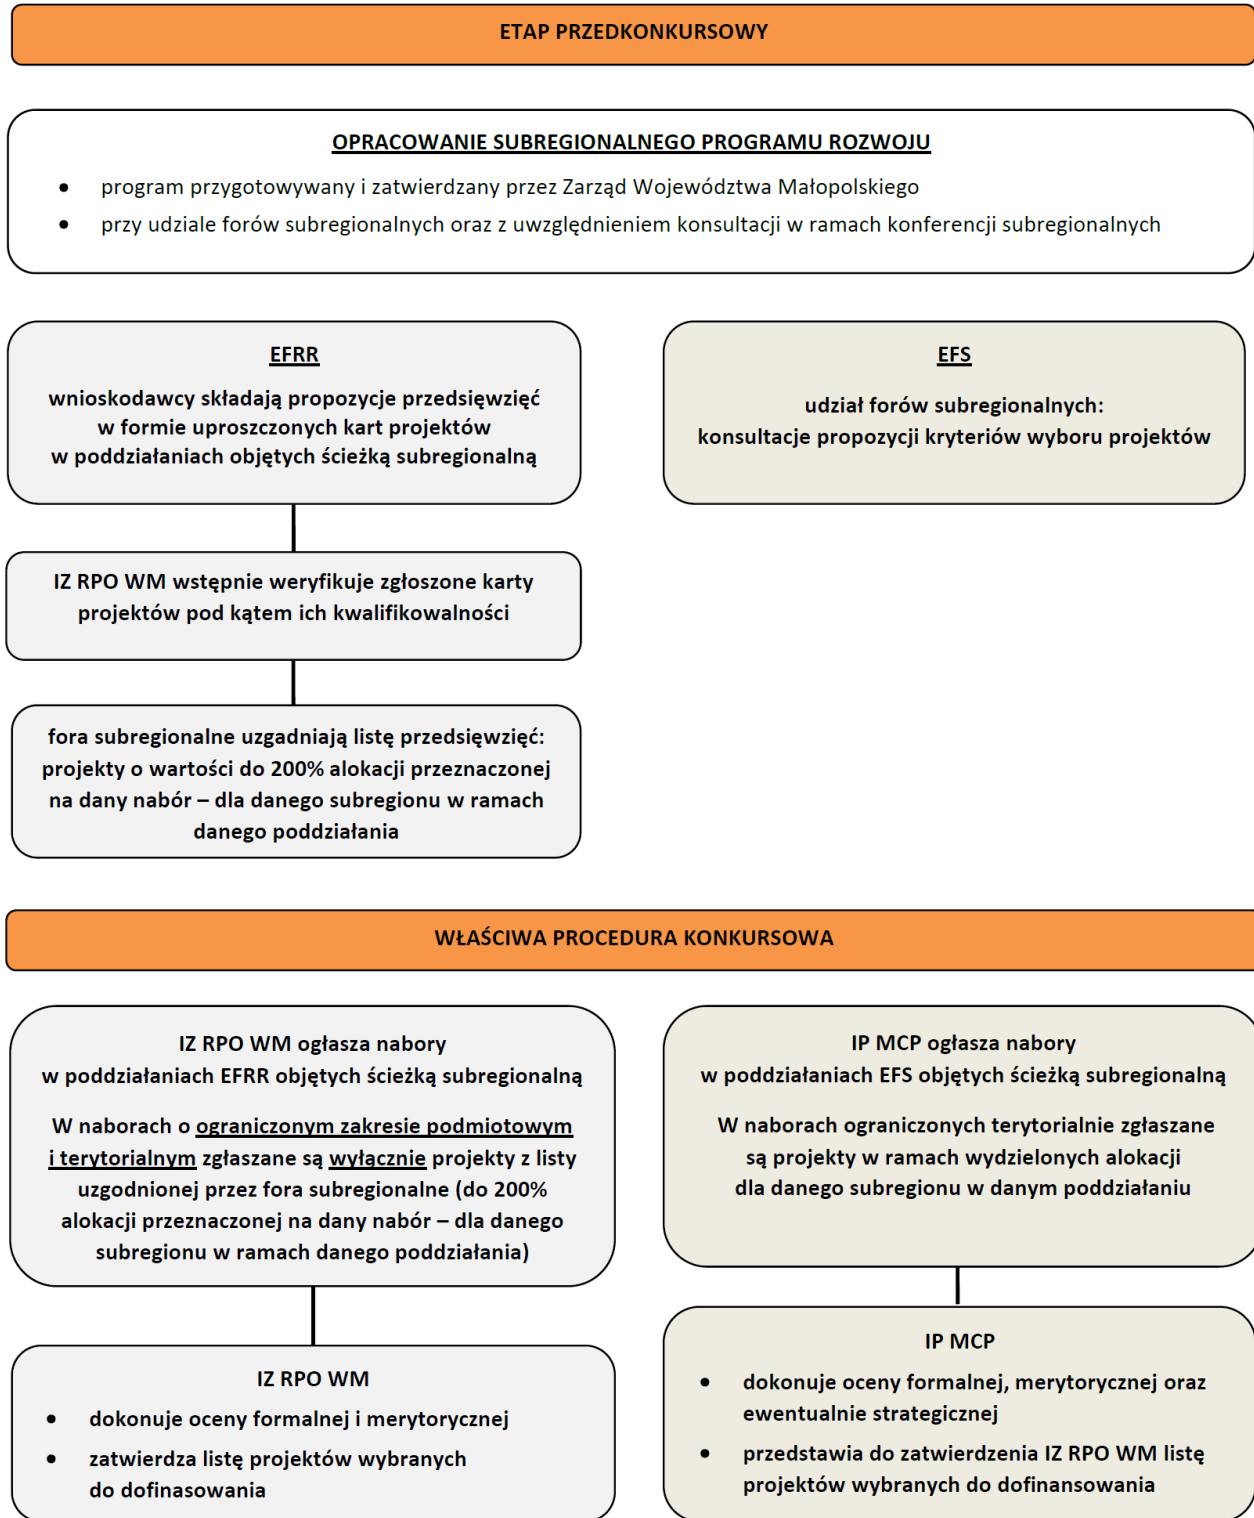 ETAP PRZEDKONKURSOWY
OPRACOWANIE SUBREGIONALNEGO PROGRAMU ROZWOJU
• program przygotowywany i zatwierdzany przez Zarząd Województwa Małopolskiego
• przy udziale forów subregionalnych oraz z uwzględnieniem konsultacji w ramach konferencji subregionalnych
EFRR
wnioskodawcy składają propozycje przedsięwzięć
w formie uproszczonych kart projektów
w poddziałaniach objętych ścieżką subregionalną
EFS
udział forów subregionalnych:
konsultacje propozycji kryteriów wyboru projektów
IZ RPO WM wstępnie weryfikuje zgłoszone karty
projektów pod kątem ich kwalifikowalności
fora subregionalne uzgadniają listę przedsięwzięć:
projekty o wartości do 200% alokacji przeznaczonej
na dany nabór – dla danego subregionu w ramach
danego poddziałania
WŁAŚCIWA PROCEDURA KONKURSOWA
IZ RPO WM ogłasza nabory
w poddziałaniach EFRR objętych ścieżką subregionalną
W naborach o ograniczonym zakresie podmiotowym
i terytorialnym zgłaszane są wyłącznie projekty z listy
uzgodnionej przez fora subregionalne (do 200%
alokacji przeznaczonej na dany nabór – dla danego
subregionu w ramach danego poddziałania)
IP MCP ogłasza nabory
w poddziałaniach EFS objętych ścieżką subregionalną
W naborach ograniczonych terytorialnie zgłaszane
są projekty w ramach wydzielonych alokacji
dla danego subregionu w danym poddziałaniu
IZ RPO WM
• dokonuje oceny formalnej i merytorycznej
• zatwierdza listę projektów wybranych
do dofinasowania
IP MCP
• dokonuje oceny formalnej, merytorycznej oraz
ewentualnie strategicznej
• przedstawia do zatwierdzenia IZ RPO WM listę
projektów wybranych do dofinansowania